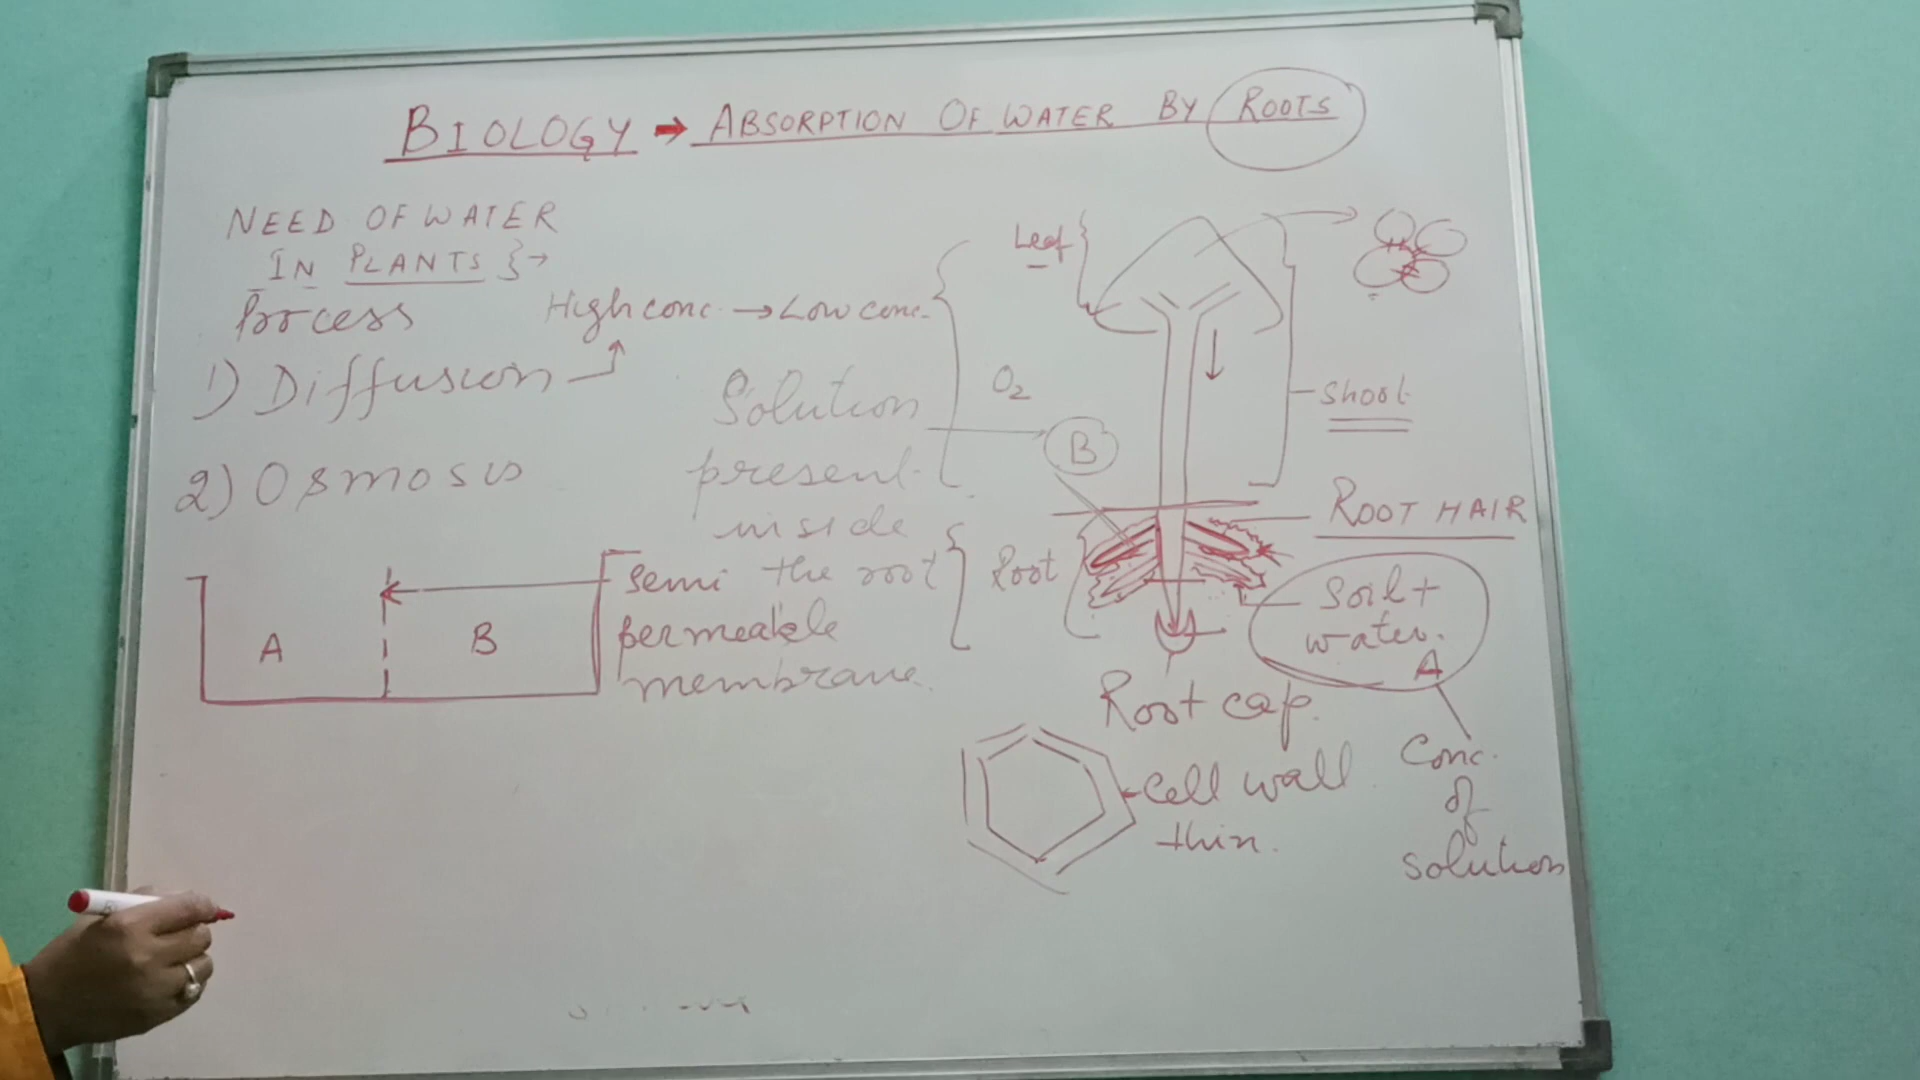 BIOLOGY → ABSORPTION OF WATER BY ROOTS
NEED OF WATER
IN PLANTS } →
Process
High conc. → Low conc.
1) Diffusion
2) Osmosis
A
B
Solution
present
inside
the root
Semi
permeable
membrane.
Leaf
O2
B
Shoot
Root
ROOT HAIR
Soil +
water.
A
Root cap.
Cell wall
thin.
Conc.
of
solution